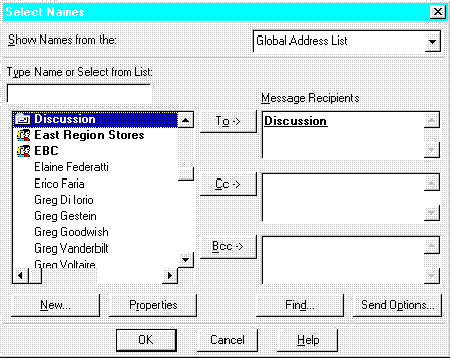 Select Names
Show Names from the:
Global Address List
Type Name or Select from List:
Message Recipients
Discussion
East Region Stores
EBC
Elaine Federatti
Erico Faria
Greg Di Iorio
Greg Gestein
Greg Goodwish
Greg Vanderbilt
Greg Voltaire
To ->
Discussion
Cc ->
Bcc ->
New...
Properties
Find...
Send Options...
OK
Cancel
Help